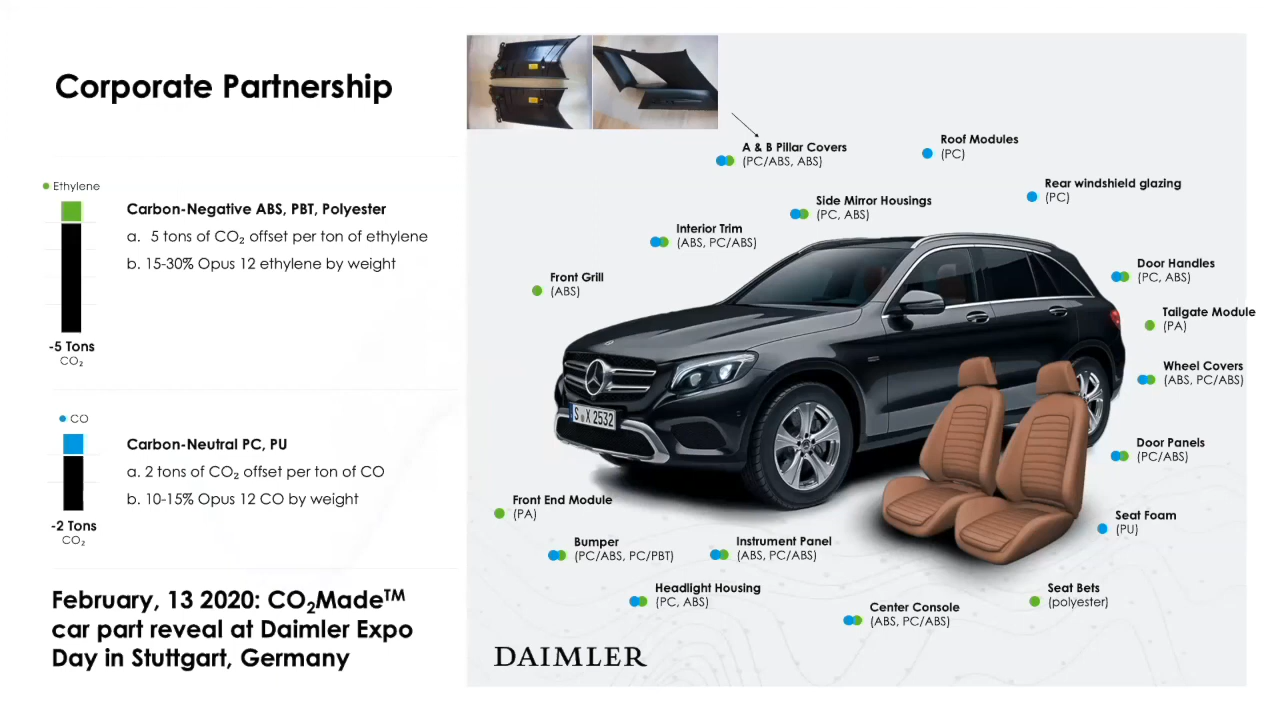 Corporate Partnership
Ethylene
Carbon-Negative ABS, PBT, Polyester
a. 5 tons of CO₂ offset per ton of ethylene
b. 15-30% Opus 12 ethylene by weight
-5 Tons
CO₂
CO
Carbon-Neutral PC, PU
a. 2 tons of CO₂ offset per ton of CO
b. 10-15% Opus 12 CO by weight
-2 Tons
CO₂
February, 13 2020: CO₂Made™
car part reveal at Daimler Expo
Day in Stuttgart, Germany
A & B Pillar Covers
(PC/ABS, ABS)
Roof Modules
(PC)
Rear windshield glazing
(PC)
Side Mirror Housings
(PC, ABS)
Interior Trim
(ABS, PC/ABS)
Front Grill
(ABS)
Door Handles
(PC, ABS)
Tailgate Module
(PA)
Wheel Covers
(ABS, PC/ABS)
Door Panels
(PC/ABS)
Seat Foam
(PU)
Seat Bets
(polyester)
Front End Module
(PA)
Bumper
(PC/ABS, PC/PBT)
Instrument Panel
(ABS, PC/ABS)
Headlight Housing
(PC, ABS)
Center Console
(ABS, PC/ABS)
S X 2532
DAIMLER